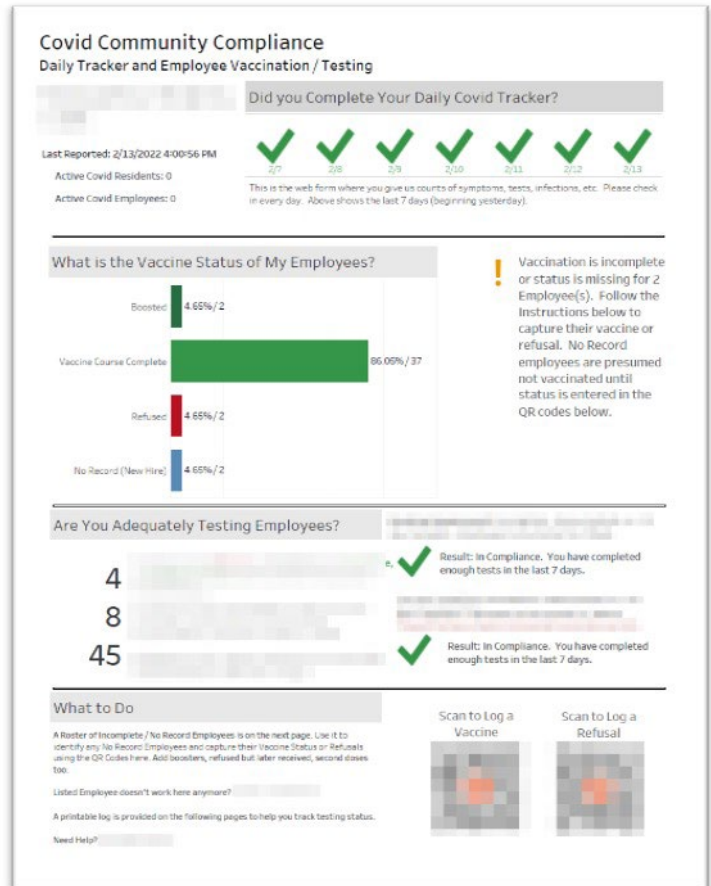 Covid Community Compliance
Daily Tracker and Employee Vaccination / Testing
Did you Complete Your Daily Covid Tracker?
Last Reported: 2/13/2022 4:00:56 PM
Active Covid Residents: 0
Active Covid Employees: 0
2/7 2/8 2/9 2/10 2/11 2/12 2/13
This is the web form where you give us counts of symptoms, tests, infections, etc. Please check
in every day. Above shows the last 7 days (beginning yesterday).
What is the Vaccine Status of My Employees?
Boosted 4.65% / 2
Vaccine Course Complete 86.05% / 37
Refused 4.65% / 2
No Record (New Hire) 4.65% / 2
! Vaccination is incomplete
or status is missing for 2
Employee(s). Follow the
Instructions below to
capture their vaccine or
refusal. No Record
employees are presumed
not vaccinated until
status is entered in the
QR codes below.
Are You Adequately Testing Employees?
4
8
45
Result: In Compliance. You have completed
enough tests in the last 7 days.
Result: In Compliance. You have completed
enough tests in the last 7 days.
What to Do
A Roster of Incomplete / No Record Employees is on the next page. Use it to
identify any No Record Employees and capture their Vaccine Status or Refusals
using the QR Codes here. Add boosters, refused but later received, second doses
too.
Listed Employee doesn't work here anymore?
A printable log is provided on the following pages to help you track testing status.
Need Help?
Scan to Log a
Vaccine
Scan to Log a
Refusal